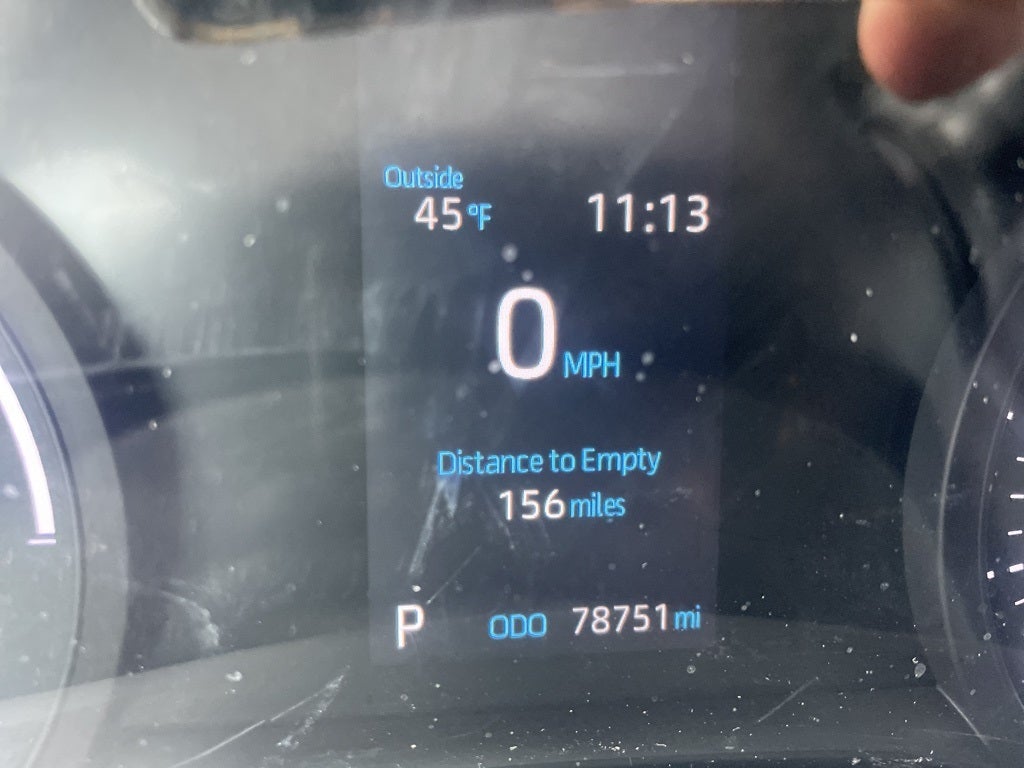 Outside
45°F 11:13
0 MPH
Distance to Empty
156 miles
P ODO 78751 mi